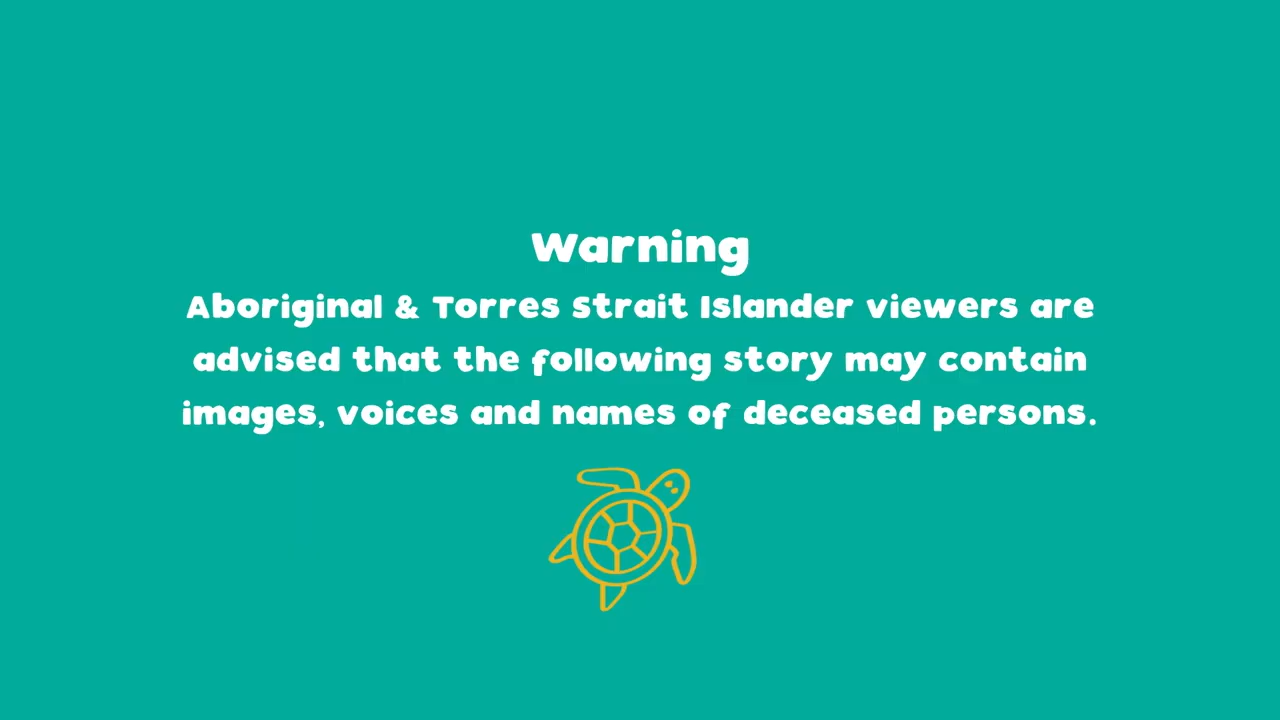 Warning
Aboriginal & Torres Strait Islander viewers are
advised that the following story may contain
images, voices and names of deceased persons.